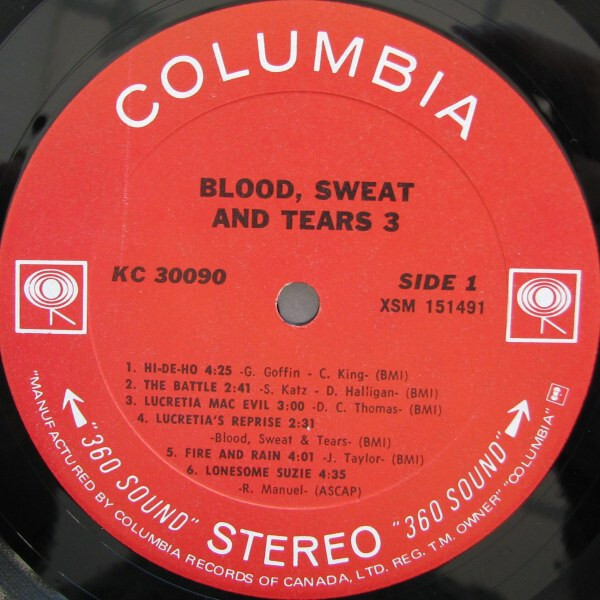 COLUMBIA
BLOOD, SWEAT
AND TEARS 3
KC 30090
SIDE 1
XSM 151491
1. HI-DE-HO 4:25 -G. Goffin - C. King- (BMI)
2. THE BATTLE 2:41 -S. Katz - D. Halligan- (BMI)
3. LUCRETIA MAC EVIL 3:00 -D. C. Thomas- (BMI)
4. LUCRETIA'S REPRISE 2:31
-Blood, Sweat & Tears- (BMI)
5. FIRE AND RAIN 4:01 -J. Taylor- (BMI)
6. LONESOME SUZIE 4:35
-R. Manuel- (ASCAP)
"360 SOUND" STEREO "360 SOUND"
"MANUFACTURED BY COLUMBIA RECORDS OF CANADA, LTD. REG. T.M. OWNER" "COLUMBIA"